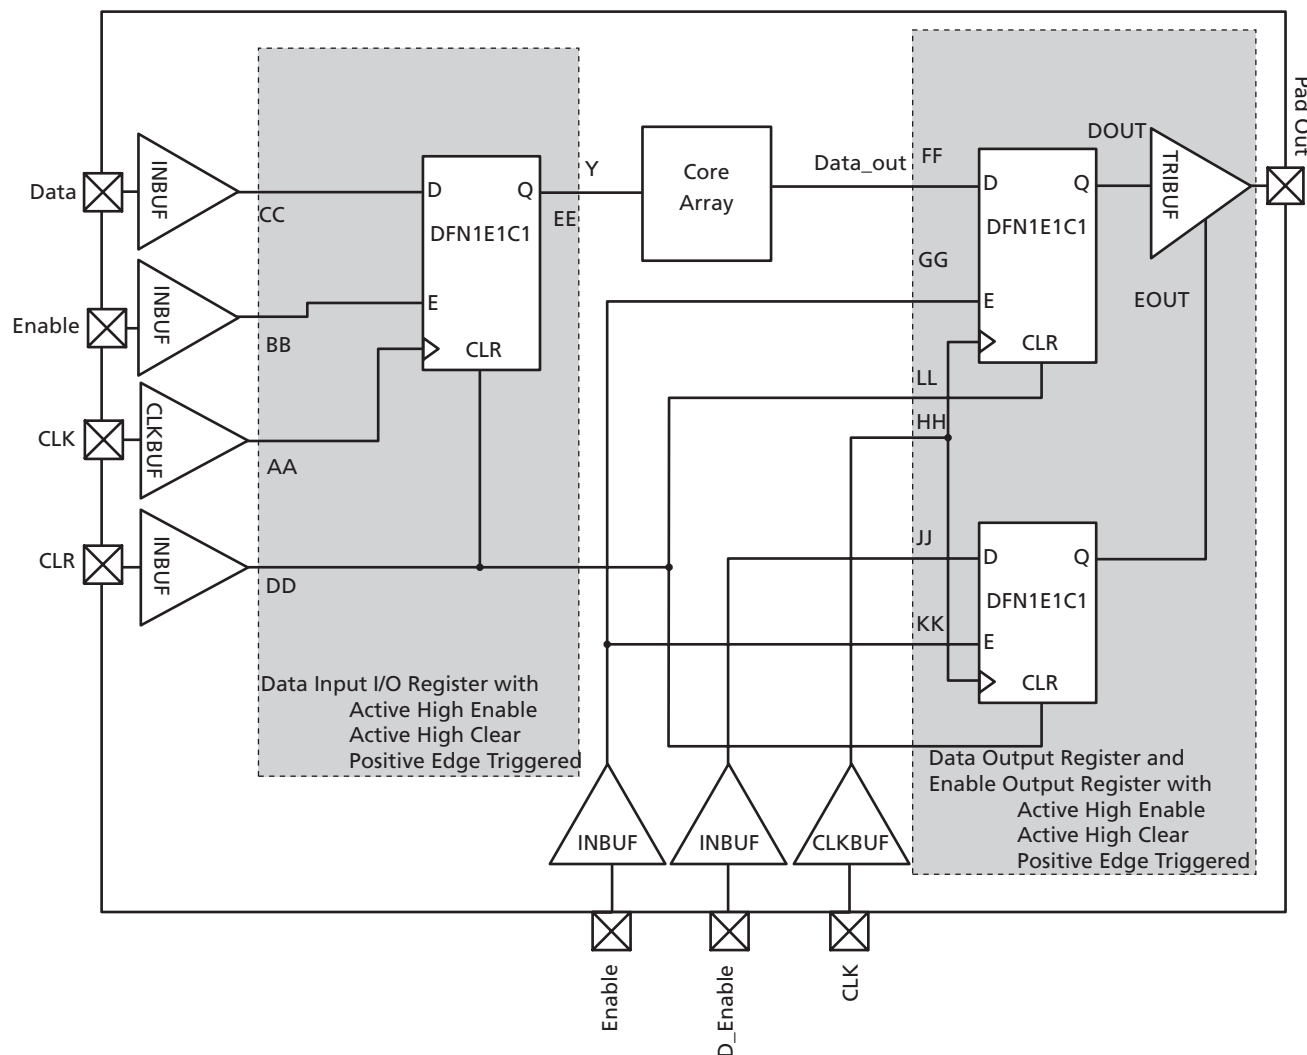 Pad Out
DOUT
INBUF
TRIBUF
Data_out
FF
Y
Core
Array
Data
D
Q
D
Q
CC
EE
DFN1E1C1
DFN1E1C1
GG
INBUF
E
E
EOUT
Enable
BB
CLR
CLR
LL
CLKBUF
HH
CLK
AA
INBUF
JJ
CLR
D
Q
DD
DFN1E1C1
KK
E
CLR
Data Input I/O Register with
Active High Enable
Active High Clear
Positive Edge Triggered
Data Output Register and
Enable Output Register with
Active High Enable
Active High Clear
Positive Edge Triggered
INBUF
INBUF
CLKBUF
Enable
D_Enable
CLK